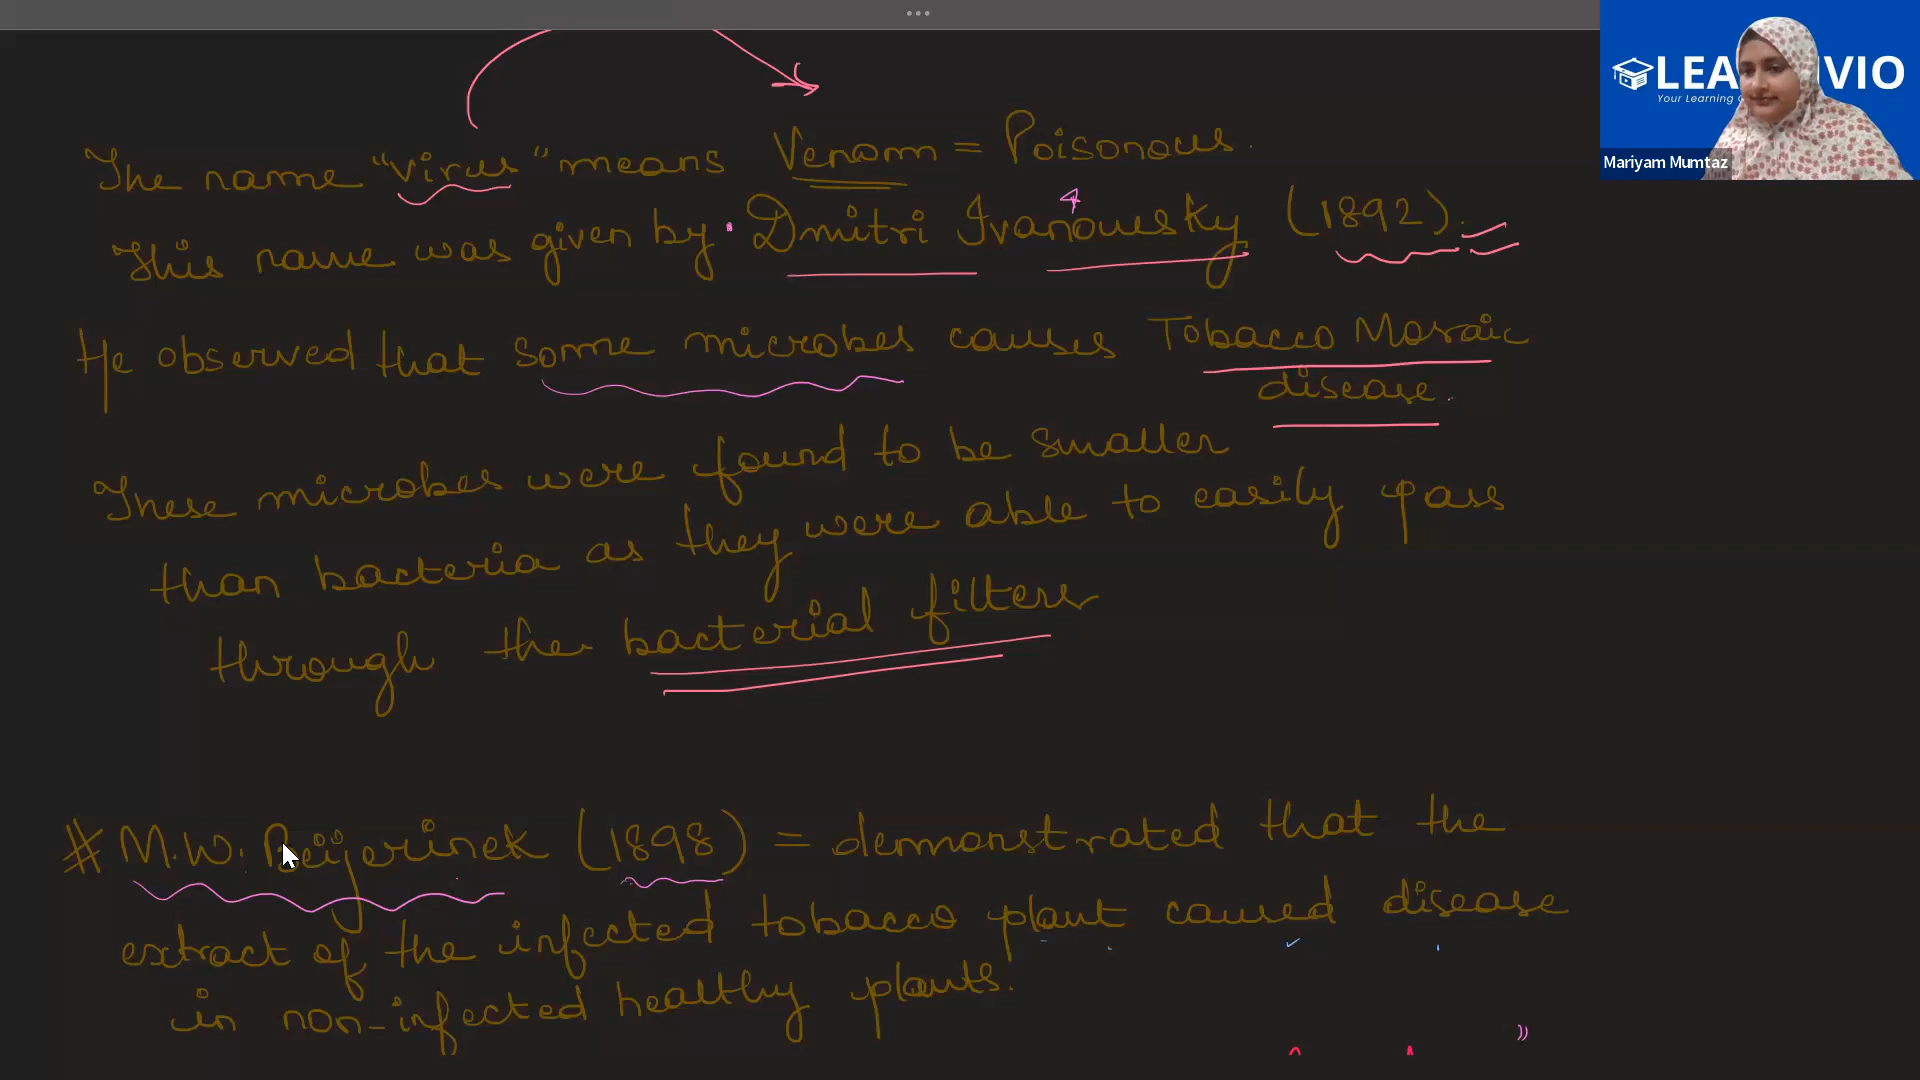 The name "virus" means Venom = Poisonous.
This name was given by Dmitri Ivanowsky (1892).
He observed that some microbes causes Tobacco Mosaic
disease.
These microbes were found to be smaller
than bacteria as they were able to easily pass
through the bacterial filters
# M.W. Beijerinek (1898) = demonstrated that the
extract of the infected tobacco plant caused disease
in non-infected healthy plants.
LEA VIO
Your Learning
Mariyam Mumtaz